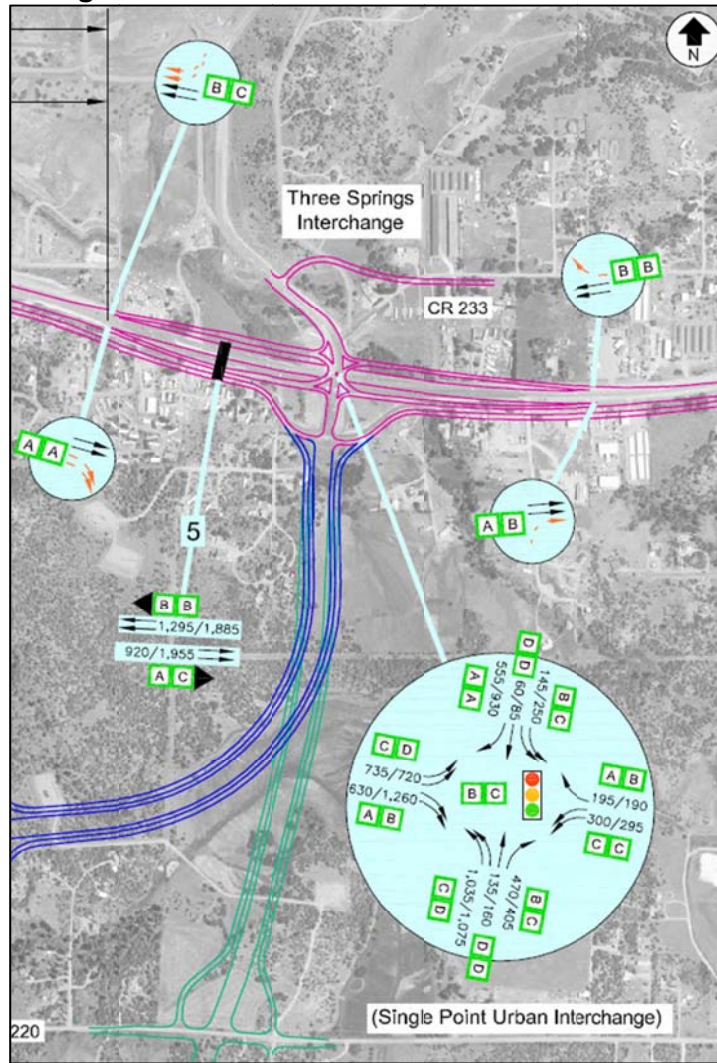 N
B C
Three Springs
Interchange
B B
CR 233
A A
A B
5
B B
1,295/1,885
920/1,955
A C
D D
145/250
60/85
555/930
B C
A A
C D
735/720
630/1,260
A B
B C
A B
195/190
300/295
C C
C D
1,035/1,075
135/160
470/405
B C
D D
(Single Point Urban Interchange)
220